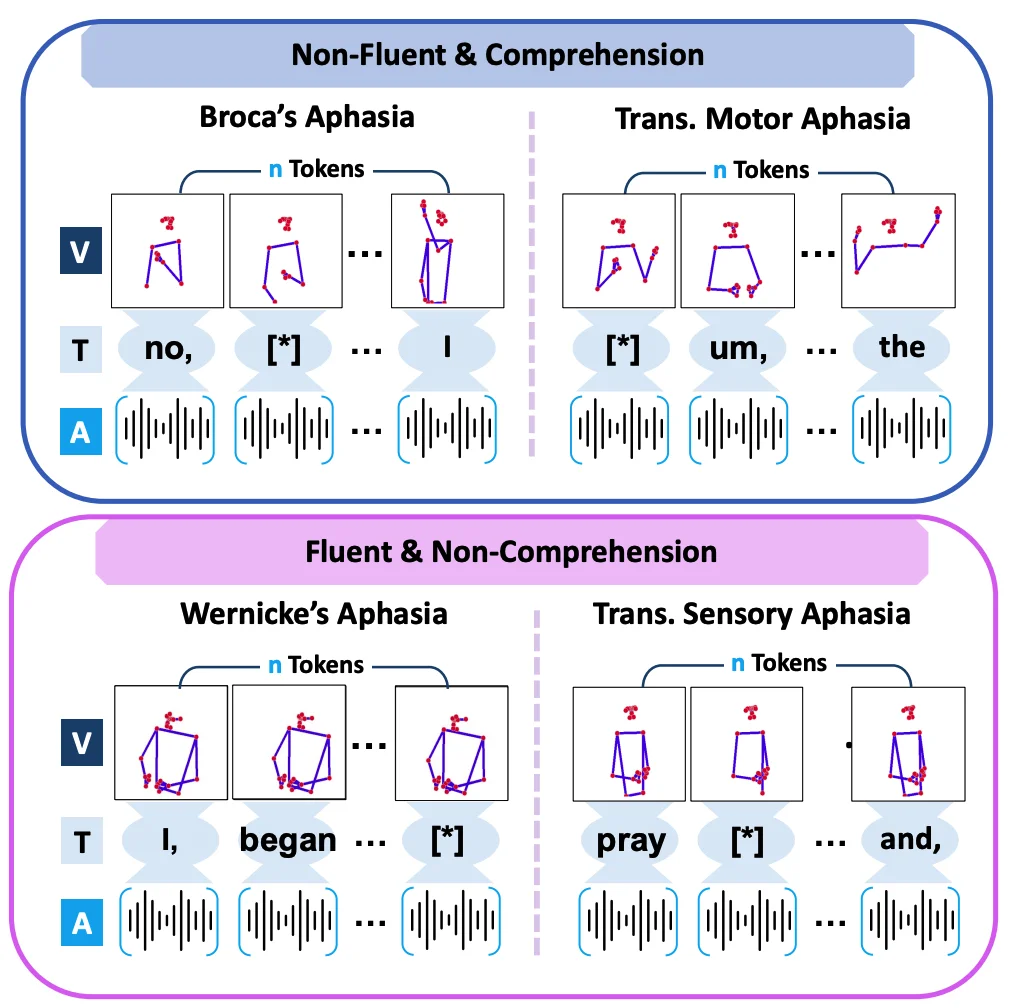 Non-Fluent & Comprehension
Broca's Aphasia
n Tokens
V
T no, [*] ... I
A
Trans. Motor Aphasia
n Tokens
[*] um, ... the
Fluent & Non-Comprehension
Wernicke's Aphasia
n Tokens
V
T I, began ... [*]
A
Trans. Sensory Aphasia
n Tokens
pray [*] ... and,